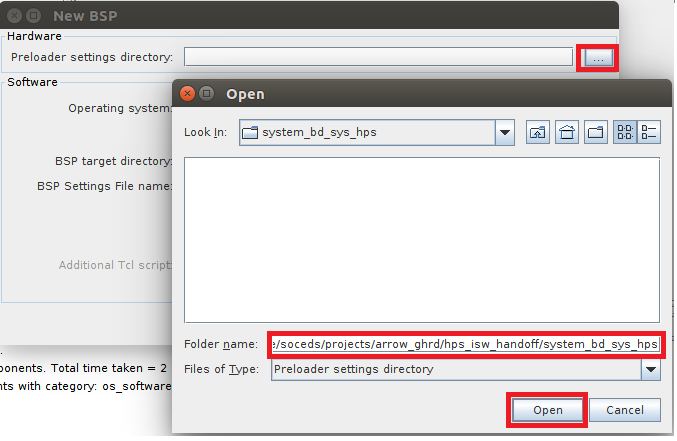 New BSP
Hardware
Preloader settings directory:
...
Software
Operating system:
BSP target directory:
BSP Settings File name:
Additional Tcl script:
ponents. Total time taken = 2
nts with category: os_software
Open
Look In:
system_bd_sys_hps
Folder name:
e/soceds/projects/arrow_ghrd/hps_isw_handoff/system_bd_sys_hps
Files of Type:
Preloader settings directory
Open
Cancel